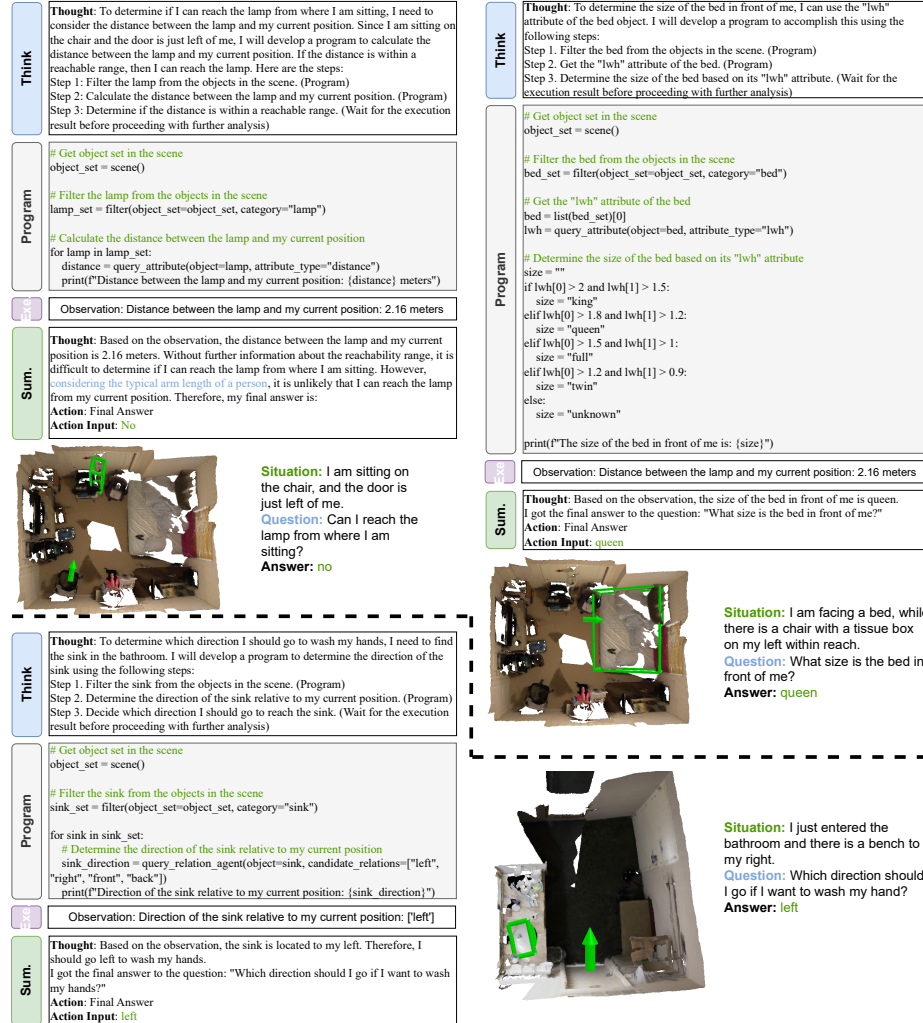 Think
Thought: To determine if I can reach the lamp from where I am sitting, I need to
consider the distance between the lamp and my current position. Since I am sitting on
the chair and the door is just left of me, I will develop a program to calculate the
distance between the lamp and my current position. If the distance is within a
reachable range, then I can reach the lamp. Here are the steps:
Step 1: Filter the lamp from the objects in the scene. (Program)
Step 2: Calculate the distance between the lamp and my current position. (Program)
Step 3: Determine if the distance is within a reachable range. (Wait for the execution
result before proceeding with further analysis)
Program
# Get object set in the scene
object_set = scene()
# Filter the lamp from the objects in the scene
lamp_set = filter(object_set=object_set, category="lamp")
# Calculate the distance between the lamp and my current position
for lamp in lamp_set:
distance = query_attribute(object=lamp, attribute_type="distance")
print(f"Distance between the lamp and my current position: {distance} meters")
Exe.
Observation: Distance between the lamp and my current position: 2.16 meters
Sum.
Thought: Based on the observation, the distance between the lamp and my current
position is 2.16 meters. Without further information about the reachability range, it is
difficult to determine if I can reach the lamp from where I am sitting. However,
considering the typical arm length of a person, it is unlikely that I can reach the lamp
from my current position. Therefore, my final answer is:
Action: Final Answer
Action Input: No
Situation: I am sitting on
the chair, and the door is
just left of me.
Question: Can I reach the
lamp from where I am
sitting?
Answer: no
Think
Thought: To determine the size of the bed in front of me, I can use the "lwh"
attribute of the bed object. I will develop a program to accomplish this using the
following steps:
Step 1. Filter the bed from the objects in the scene. (Program)
Step 2. Get the "lwh" attribute of the bed. (Program)
Step 3. Determine the size of the bed based on its "lwh" attribute. (Wait for the
execution result before proceeding with further analysis)
Program
# Get object set in the scene
object_set = scene()
# Filter the bed from the objects in the scene
bed_set = filter(object_set=object_set, category="bed")
# Get the "lwh" attribute of the bed
bed = list(bed_set)[0]
lwh = query_attribute(object=bed, attribute_type="lwh")
# Determine the size of the bed based on its "lwh" attribute
size = ""
if lwh[0] > 2 and lwh[1] > 1.5:
size = "king"
elif lwh[0] > 1.8 and lwh[1] > 1.2:
size = "queen"
elif lwh[0] > 1.5 and lwh[1] > 1:
size = "full"
elif lwh[0] > 1.2 and lwh[1] > 0.9:
size = "twin"
else:
size = "unknown"
print(f"The size of the bed in front of me is: {size}")
Exe
Observation: Distance between the lamp and my current position: 2.16 meters
Sum.
Thought: Based on the observation, the size of the bed in front of me is queen.
I got the final answer to the question: "What size is the bed in front of me?"
Action: Final Answer
Action Input: queen
Situation: I am facing a bed, while
there is a chair with a tissue box
on my left within reach.
Question: What size is the bed in
front of me?
Answer: queen
Think
Thought: To determine which direction I should go to wash my hands, I need to find
the sink in the bathroom. I will develop a program to determine the direction of the
sink using the following steps:
Step 1. Filter the sink from the objects in the scene. (Program)
Step 2. Determine the direction of the sink relative to my current position. (Program)
Step 3. Decide which direction I should go to reach the sink. (Wait for the execution
result before proceeding with further analysis)
Program
# Get object set in the scene
object_set = scene()
# Filter the sink from the objects in the scene
sink_set = filter(object_set=object_set, category="sink")
for sink in sink_set:
# Determine the direction of the sink relative to my current position
sink_direction = query_relation_agent(object=sink, candidate_relations=["left",
"right", "front", "back"])
print(f"Direction of the sink relative to my current position: {sink_direction}")
Exe.
Observation: Direction of the sink relative to my current position: ['left']
Sum.
Thought: Based on the observation, the sink is located to my left. Therefore, I
should go left to wash my hands.
I got the final answer to the question: "Which direction should I go if I want to wash
my hands?"
Action: Final Answer
Action Input: left
Situation: I just entered the
bathroom and there is a bench to
my right.
Question: Which direction should
I go if I want to wash my hand?
Answer: left